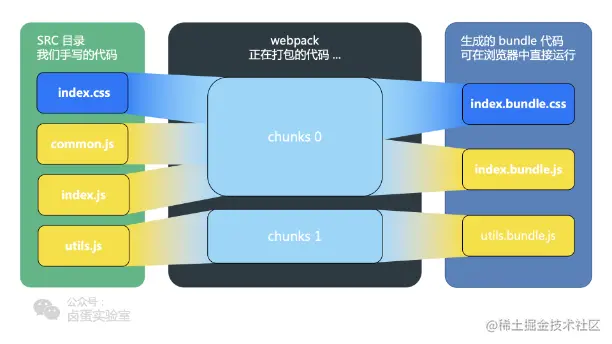 SRC 目录
我们手写的代码
index.css
common.js
index.js
utils.js
webpack
正在打包的代码 ...
chunks 0
chunks 1
生成的 bundle 代码
可在浏览器中直接运行
index.bundle.css
index.bundle.js
utils.bundle.js
公众号：
卤蛋实验室
@稀土掘金技术社区